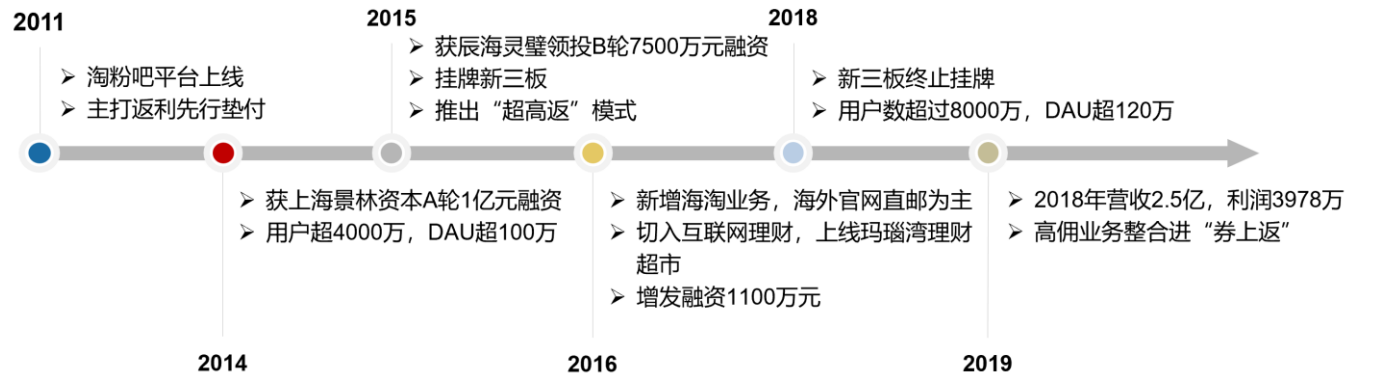 2011
➢ 淘粉吧平台上线
➢ 主打返利先行垫付
2014
➢ 获上海景林资本A轮1亿元融资
➢ 用户超4000万，DAU超100万
2015
➢ 获辰海灵璧领投B轮7500万元融资
➢ 挂牌新三板
➢ 推出“超高返”模式
2016
➢ 新增海淘业务，海外官网直邮为主
➢ 切入互联网理财，上线玛瑙湾理财
超市
➢ 增发融资1100万元
2018
➢ 新三板终止挂牌
➢ 用户数超过8000万，DAU超120万
2019
➢ 2018年营收2.5亿，利润3978万
➢ 高佣业务整合进“券上返”